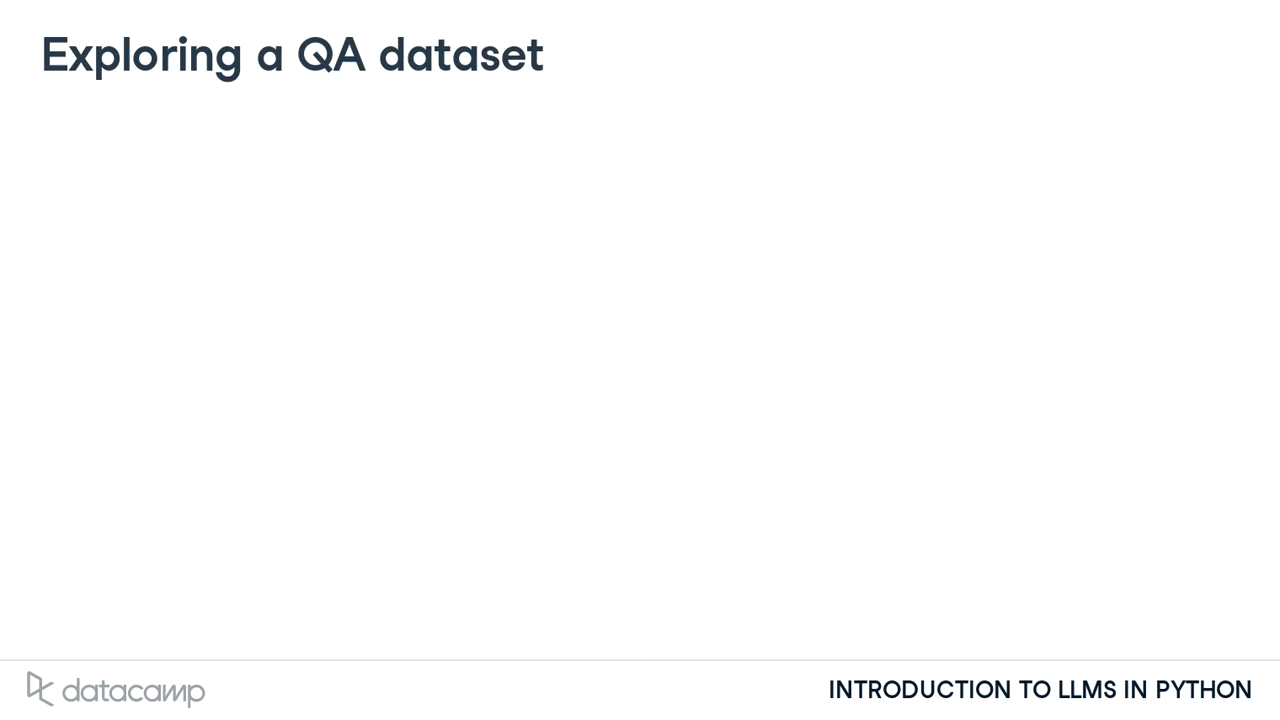 Exploring a QA dataset
datacamp
INTRODUCTION TO LLMS IN PYTHON